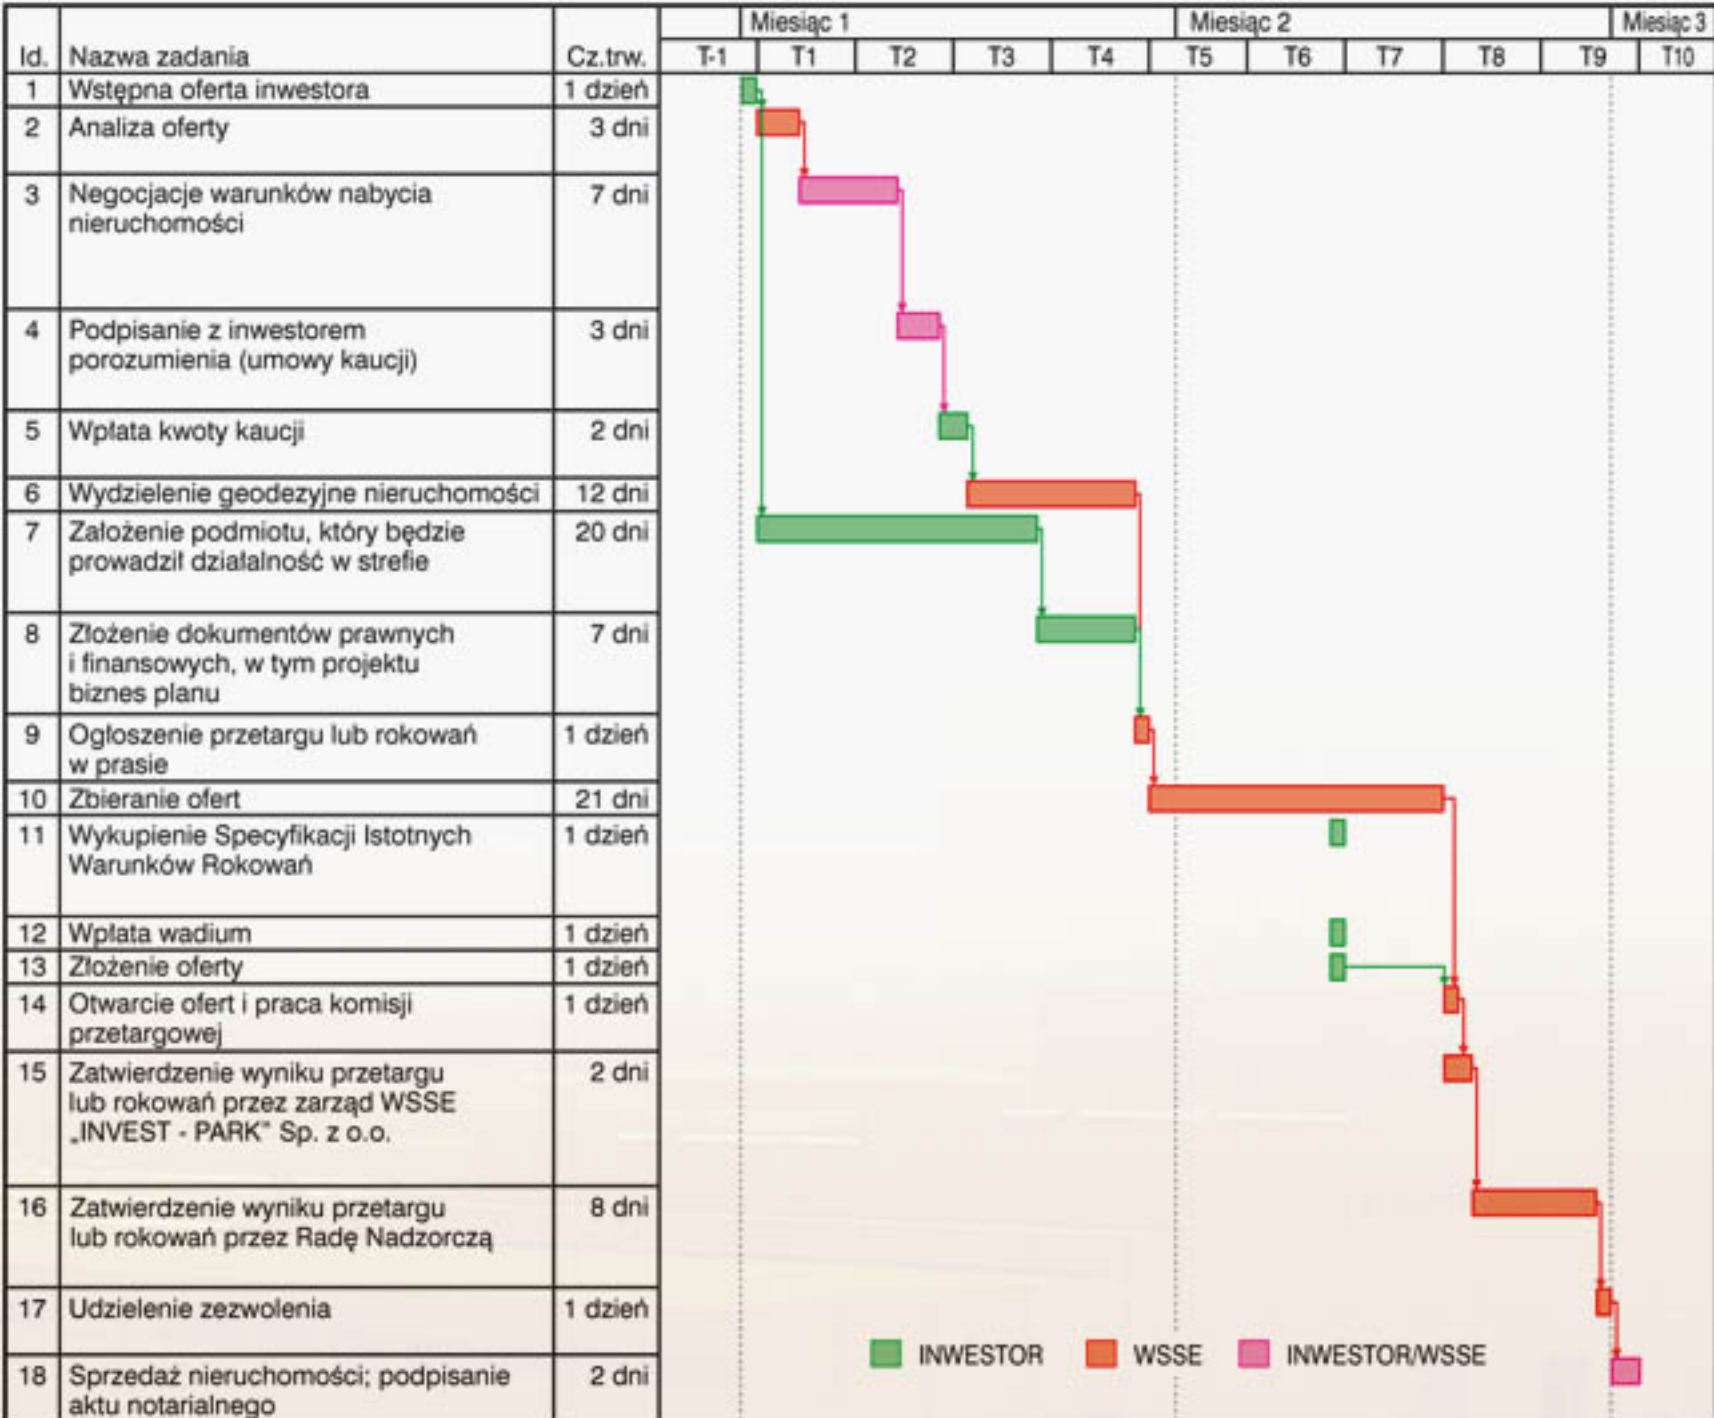 Miesiąc 1 Miesiąc 2 Miesiąc 3
Id. Nazwa zadania Cz.trw. T-1 T1 T2 T3 T4 T5 T6 T7 T8 T9 T10
1 Wstępna oferta inwestora 1 dzień
2 Analiza oferty 3 dni
3 Negocjacje warunków nabycia 7 dni
nieruchomości
4 Podpisanie z inwestorem 3 dni
porozumienia (umowy kaucji)
5 Wpłata kwoty kaucji 2 dni
6 Wydzielenie geodezyjne nieruchomości 12 dni
7 Założenie podmiotu, który będzie 20 dni
prowadził działalność w strefie
8 Złożenie dokumentów prawnych 7 dni
i finansowych, w tym projektu
biznes planu
9 Ogłoszenie przetargu lub rokowań 1 dzień
w prasie
10 Zbieranie ofert 21 dni
11 Wykupienie Specyfikacji Istotnych 1 dzień
Warunków Rokowań
12 Wpłata wadium 1 dzień
13 Złożenie oferty 1 dzień
14 Otwarcie ofert i praca komisji 1 dzień
przetargowej
15 Zatwierdzenie wyniku przetargu 2 dni
lub rokowań przez zarząd WSSE
„INVEST - PARK” Sp. z o.o.
16 Zatwierdzenie wyniku przetargu 8 dni
lub rokowań przez Radę Nadzorczą
17 Udzielenie zezwolenia 1 dzień
INWESTOR WSSE INWESTOR/WSSE
18 Sprzedaż nieruchomości; podpisanie 2 dni
aktu notarialnego